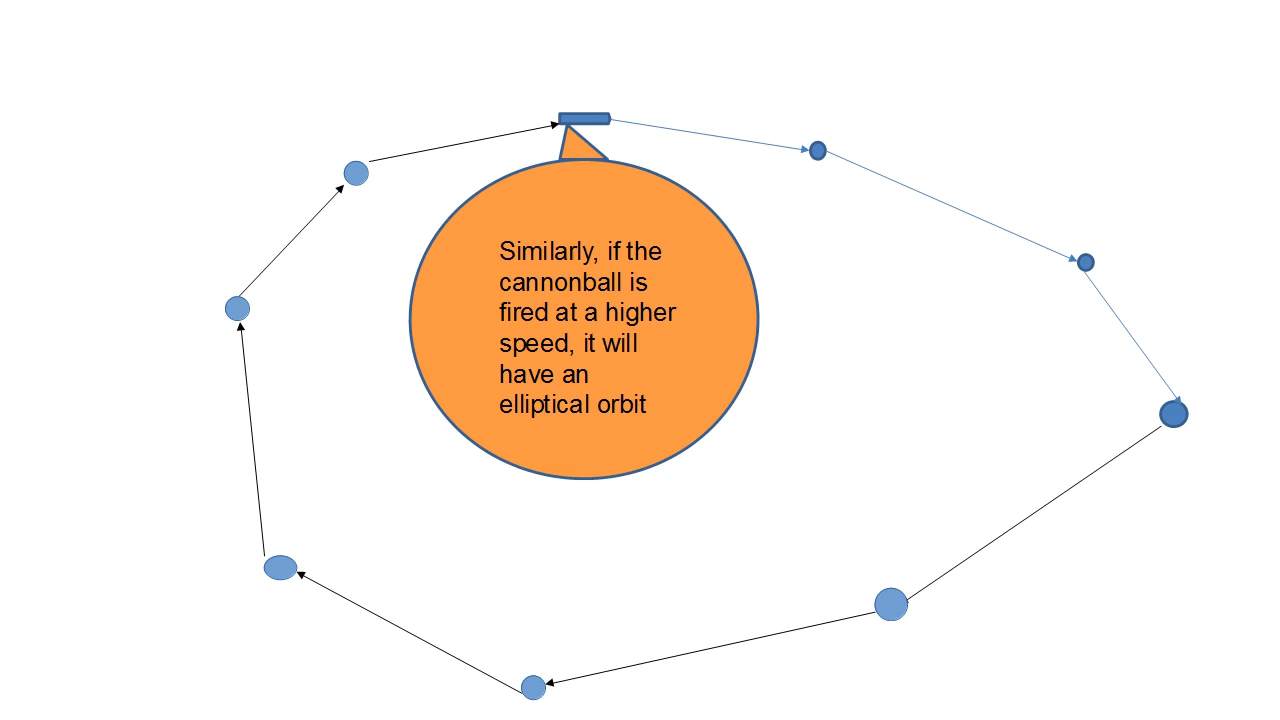 Similarly, if the
cannonball is
fired at a higher
speed, it will
have an
elliptical orbit